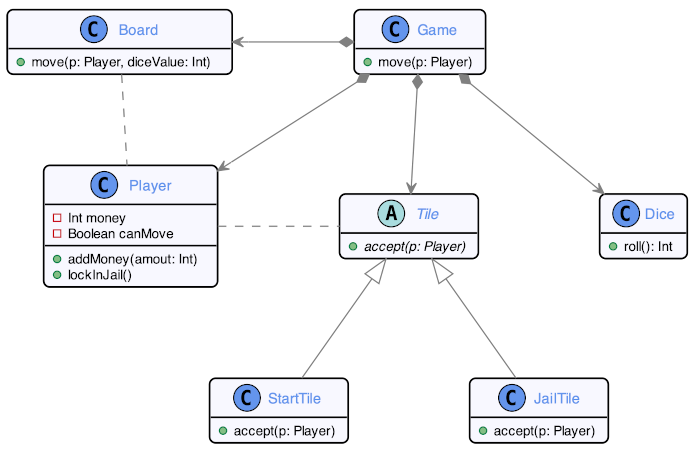 C Board
move(p: Player, diceValue: Int)
C Game
move(p: Player)
C Player
Int money
Boolean canMove
addMoney(amout: Int)
lockInJail()
A Tile
accept(p: Player)
C Dice
roll(): Int
C StartTile
accept(p: Player)
C JailTile
accept(p: Player)